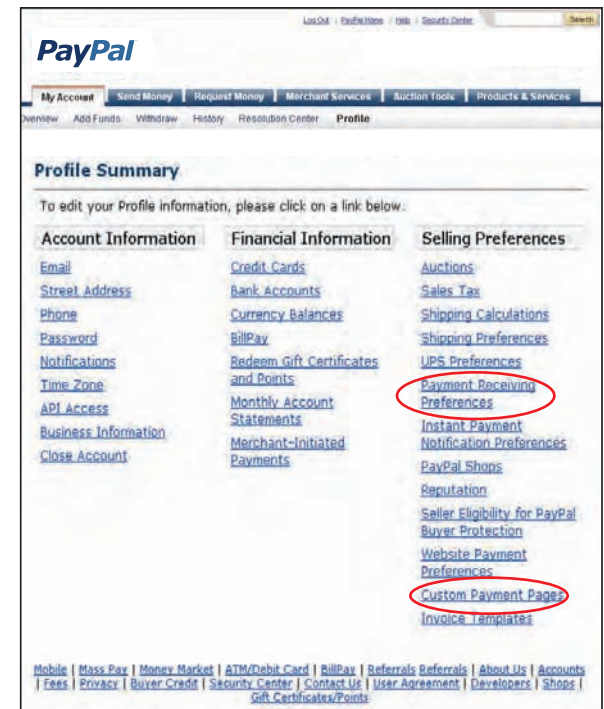 Log Out | PayPal Home | Help | Security Center Search
PayPal
My Account Send Money Request Money Merchant Services Auction Tools Products & Services
Overview Add Funds Withdraw History Resolution Center Profile
Profile Summary
To edit your Profile information, please click on a link below.
Account Information
Email
Street Address
Phone
Password
Notifications
Time Zone
API Access
Business Information
Close Account
Financial Information
Credit Cards
Bank Accounts
Currency Balances
BillPay
Redeem Gift Certificates
and Points
Monthly Account
Statements
Merchant-Initiated
Payments
Selling Preferences
Auctions
Sales Tax
Shipping Calculations
Shipping Preferences
UPS Preferences
Payment Receiving
Preferences
Instant Payment
Notification Preferences
PayPal Shops
Reputation
Seller Eligibility for PayPal
Buyer Protection
Website Payment
Preferences
Custom Payment Pages
Invoice Templates
Mobile | Mass Pay | Money Market | ATM/Debit Card | BillPay | Referrals Referrals | About Us | Accounts
| Fees | Privacy | Buyer Credit | Security Center | Contact Us | User Agreement | Developers | Shops |
Gift Certificates/Points